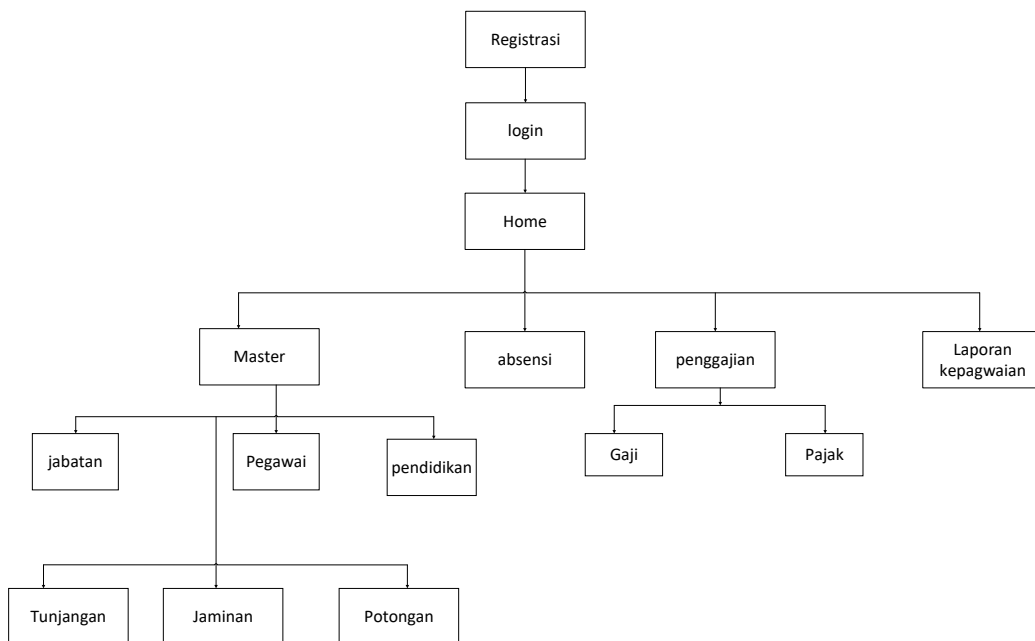 Registrasi
login
Home
Master
absensi
penggajian
Laporan
kepagwaian
jabatan
Pegawai
pendidikan
Gaji
Pajak
Tunjangan
Jaminan
Potongan